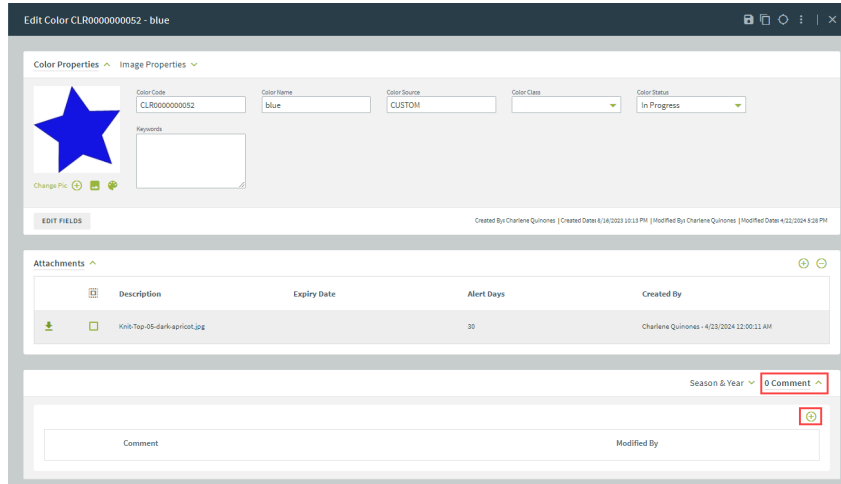 Edit Color CLR0000000052 - blue
Color Properties Image Properties
Color Code Color Name Color Source Color Class Color Status
CLR0000000052 blue CUSTOM In Progress
Keywords
Change Pic
EDIT FIELDS Created By: Charlene Quinones | Created Date: 8/16/2023 10:13 PM | Modified By: Charlene Quinones | Modified Date: 4/22/2024 9:28 PM
Attachments
Description Expiry Date Alert Days Created By
Knit-Top-05-dark-apricot.jpg 30 Charlene Quinones - 4/23/2024 12:00:11 AM
Season & Year 0 Comment
Comment Modified By